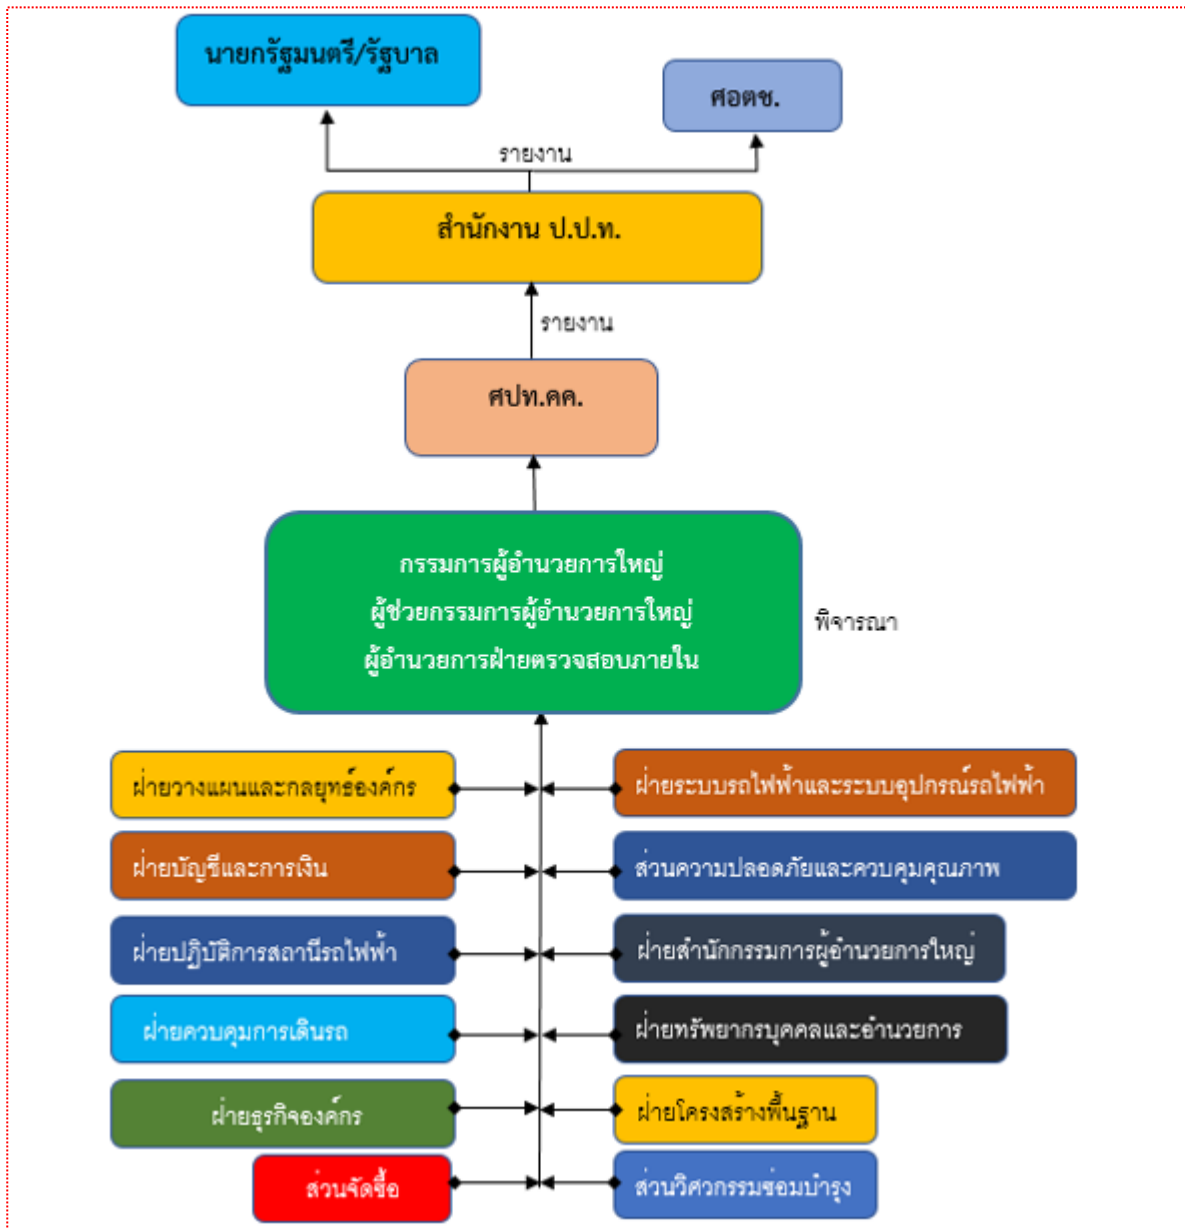 นายกรัฐมนตรี/รัฐบาล
ศอตช.
รายงาน
สำนักงาน ป.ป.ท.
รายงาน
ศปท.คค.
กรรมการผู้อำนวยการใหญ่
ผู้ช่วยกรรมการผู้อำนวยการใหญ่
ผู้อำนวยการฝ่ายตรวจสอบภายใน
พิจารณา
ฝ่ายวางแผนและกลยุทธ์องค์กร
ฝ่ายระบบรถไฟฟ้าและระบบอุปกรณ์รถไฟฟ้า
ฝ่ายบัญชีและการเงิน
ส่วนความปลอดภัยและควบคุมคุณภาพ
ฝ่ายปฏิบัติการสถานีรถไฟฟ้า
ฝ่ายสำนักกรรมการผู้อำนวยการใหญ่
ฝ่ายควบคุมการเดินรถ
ฝ่ายทรัพยากรบุคคลและอำนวยการ
ฝ่ายธุรกิจองค์กร
ฝ่ายโครงสร้างพื้นฐาน
ส่วนจัดซื้อ
ส่วนวิศวกรรมซ่อมบำรุง